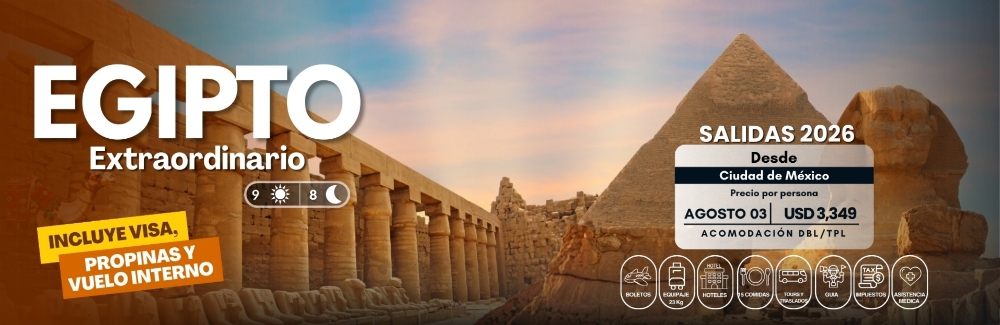 EGIPTO
Extraordinario
9 8
INCLUYE VISA,
PROPINAS Y
VUELO INTERNO
SALIDAS 2026
Desde
Ciudad de México
Precio por persona
AGOSTO 03 USD 3,349
ACOMODACIÓN DBL/TPL
BOLETOS
EQUIPAJE
23 Kg
HOTEL
HOTELES
15 COMIDAS
TOURS Y
TRASLADOS
GUIA
TAX
$
IMPUESTOS
ASISTENCIA
MEDICA